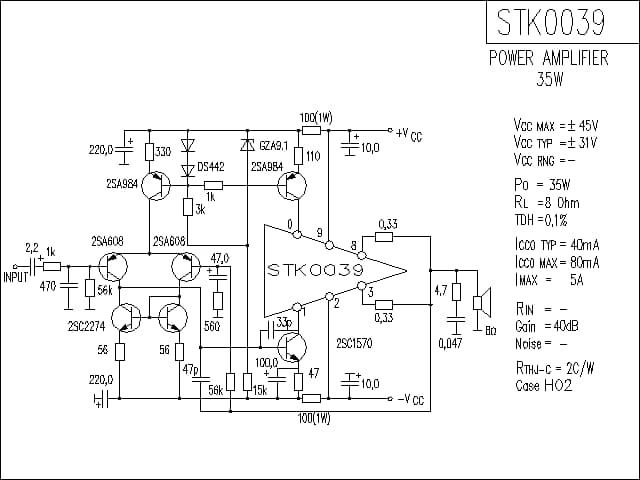 STK0039
POWER AMPLIFIER
35W
VCC MAX =± 45V
VCC TYP =± 31V
VCC RNG =-
PO = 35W
RL =8 Ohm
TDH =0,1%
ICCO TYP = 40mA
ICCO MAX = 80mA
IMAX = 5A
RIN = -
Gain =40dB
Noise= -
RTHJ-C = 2C/W
Case H02
100(1W)
+VCC
220,0
330
DS442
GZA9,1
2SA984
110
10,0
2SA984
1k
3k
0
9
8
0,33
2,2
1k
2SA608
2SA608
47,0
STK0039
INPUT
470
56k
560
3
4,7
2
1
0,33
8Ω
2SC2274
33p
2SC1570
0,047
56
56
47p
100,0
47
220,0
56k
15k
10,0
-VCC
100(1W)